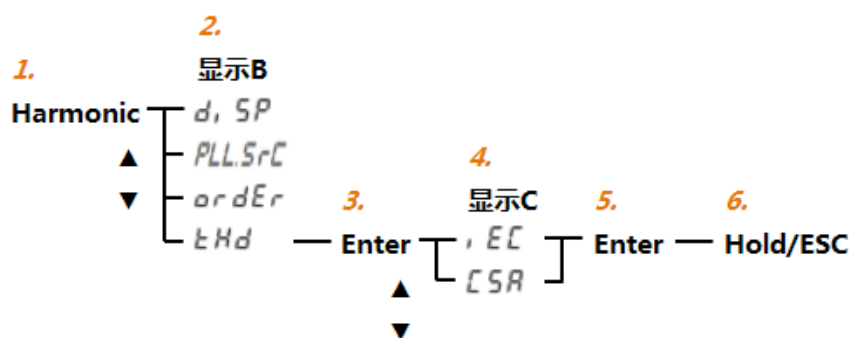 2.
显示B
1.
Harmonic
d, SP
▲
PLL.SrC
4.
▼
ordEr
3.
显示C
5.
6.
tHd
Enter
, EC
Enter
Hold/ESC
▲
CSA
▼